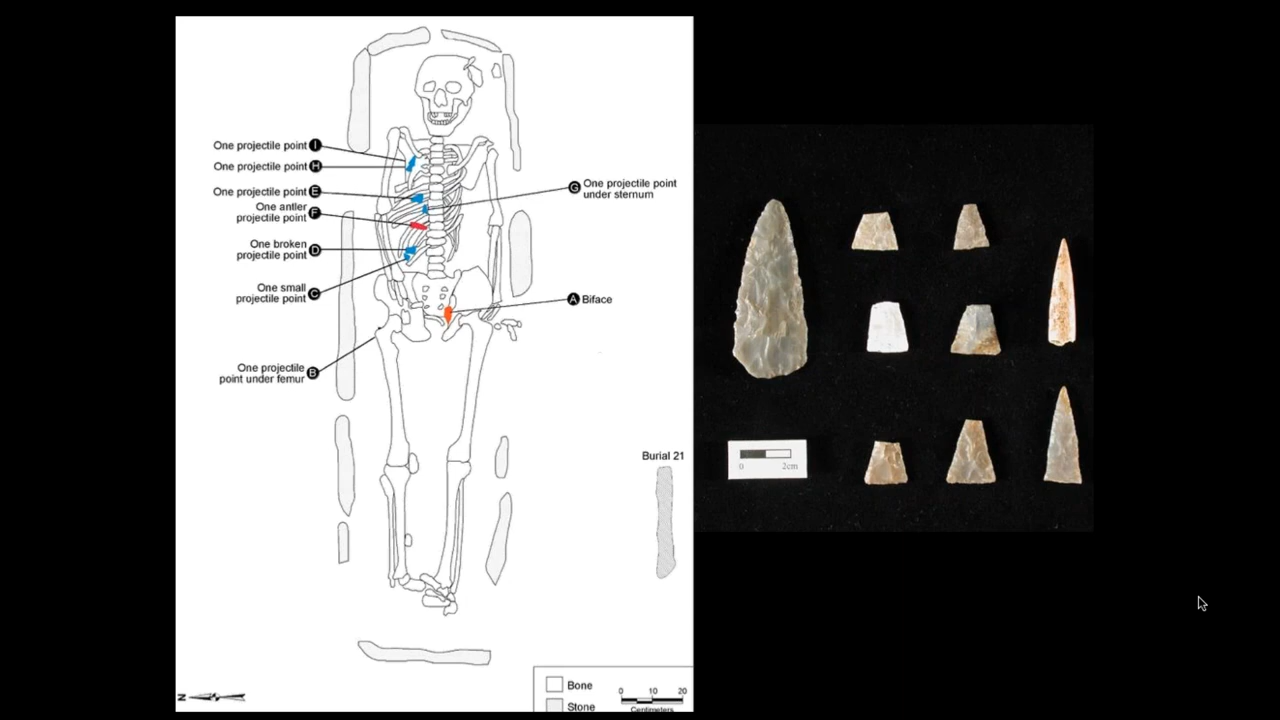 One projectile point I
One projectile point H
One projectile point E
One antler
projectile point F
One broken
projectile point D
One small
projectile point C
One projectile
point under femur B
G One projectile point
under sternum
A Biface
Burial 21
0 2cm
N
Bone
Stone
0 10 20
Centimeters